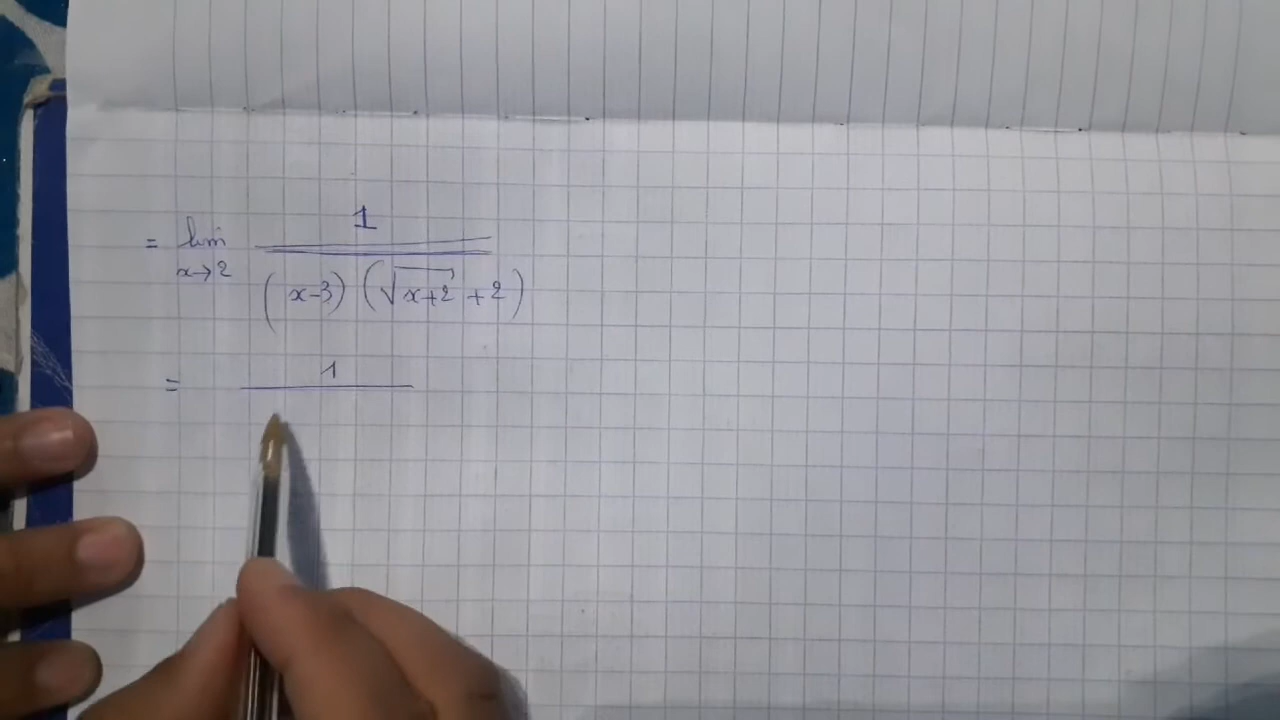 = lim x→2 1 / (x-3) (√x+2 + 2)
= 1